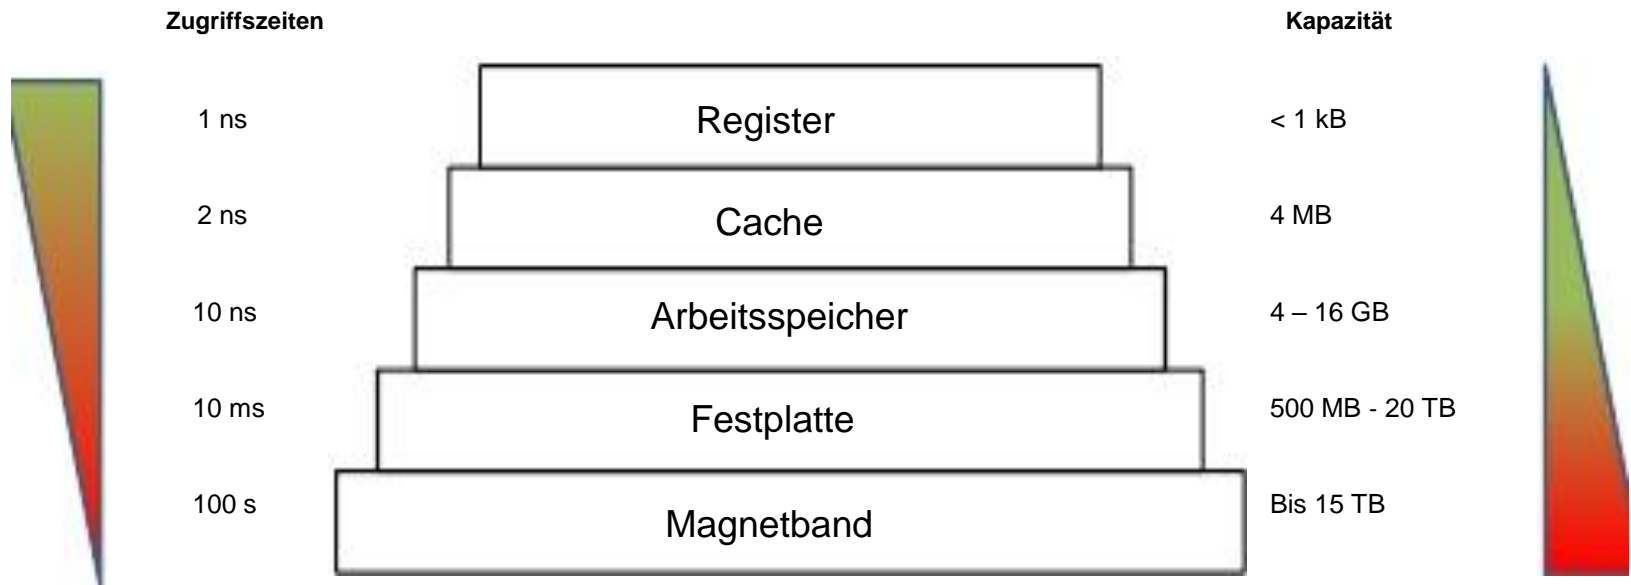 Zugriffszeiten Kapazität
1 ns Register < 1 kB
2 ns Cache 4 MB
10 ns Arbeitsspeicher 4 – 16 GB
10 ms Festplatte 500 MB - 20 TB
100 s Magnetband Bis 15 TB